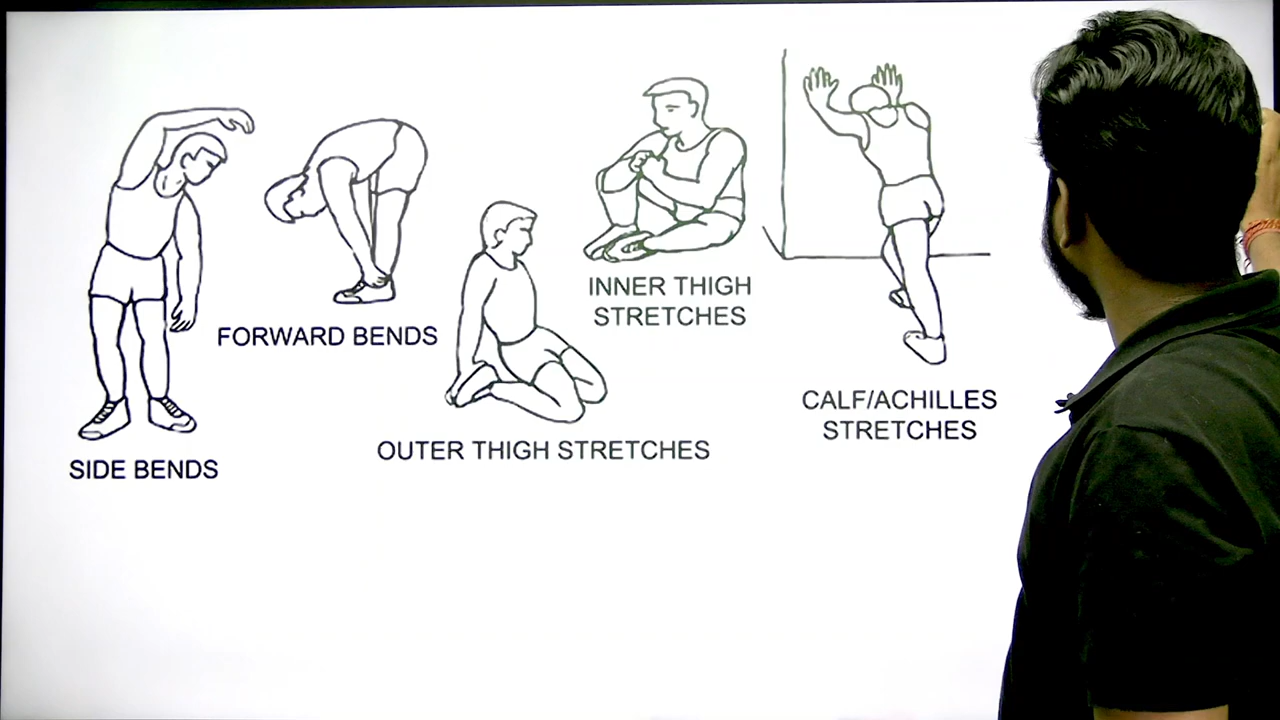 SIDE BENDS
FORWARD BENDS
OUTER THIGH STRETCHES
INNER THIGH
STRETCHES
CALF/ACHILLES
STRETCHES